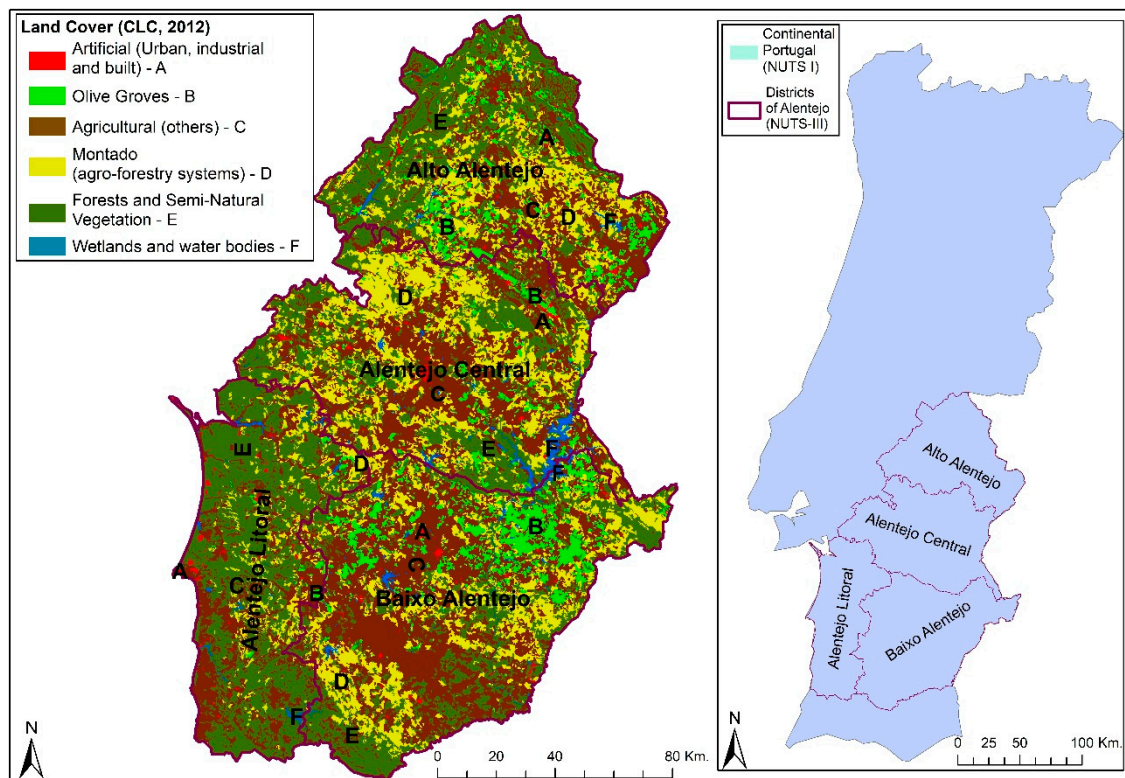 Land Cover (CLC, 2012)
Artificial (Urban, industrial
and built) - A
Olive Groves - B
Agricultural (others) - C
Montado
(agro-forestry systems) - D
Forests and Semi-Natural
Vegetation - E
Wetlands and water bodies - F
E
A
Alto Alentejo
C
D
F
B
D
B
A
Alentejo Central
C
E
F
F
E
D
Alentejo Litoral
A
B
C
A
C
B
Baixo Alentejo
D
F
E
N
0 20 40 80 Km.
Continental
Portugal
(NUTS I)
Districts
of Alentejo
(NUTS-III)
Alto Alentejo
Alentejo Central
Alentejo Litoral
Baixo Alentejo
N
0 25 50 100 Km.